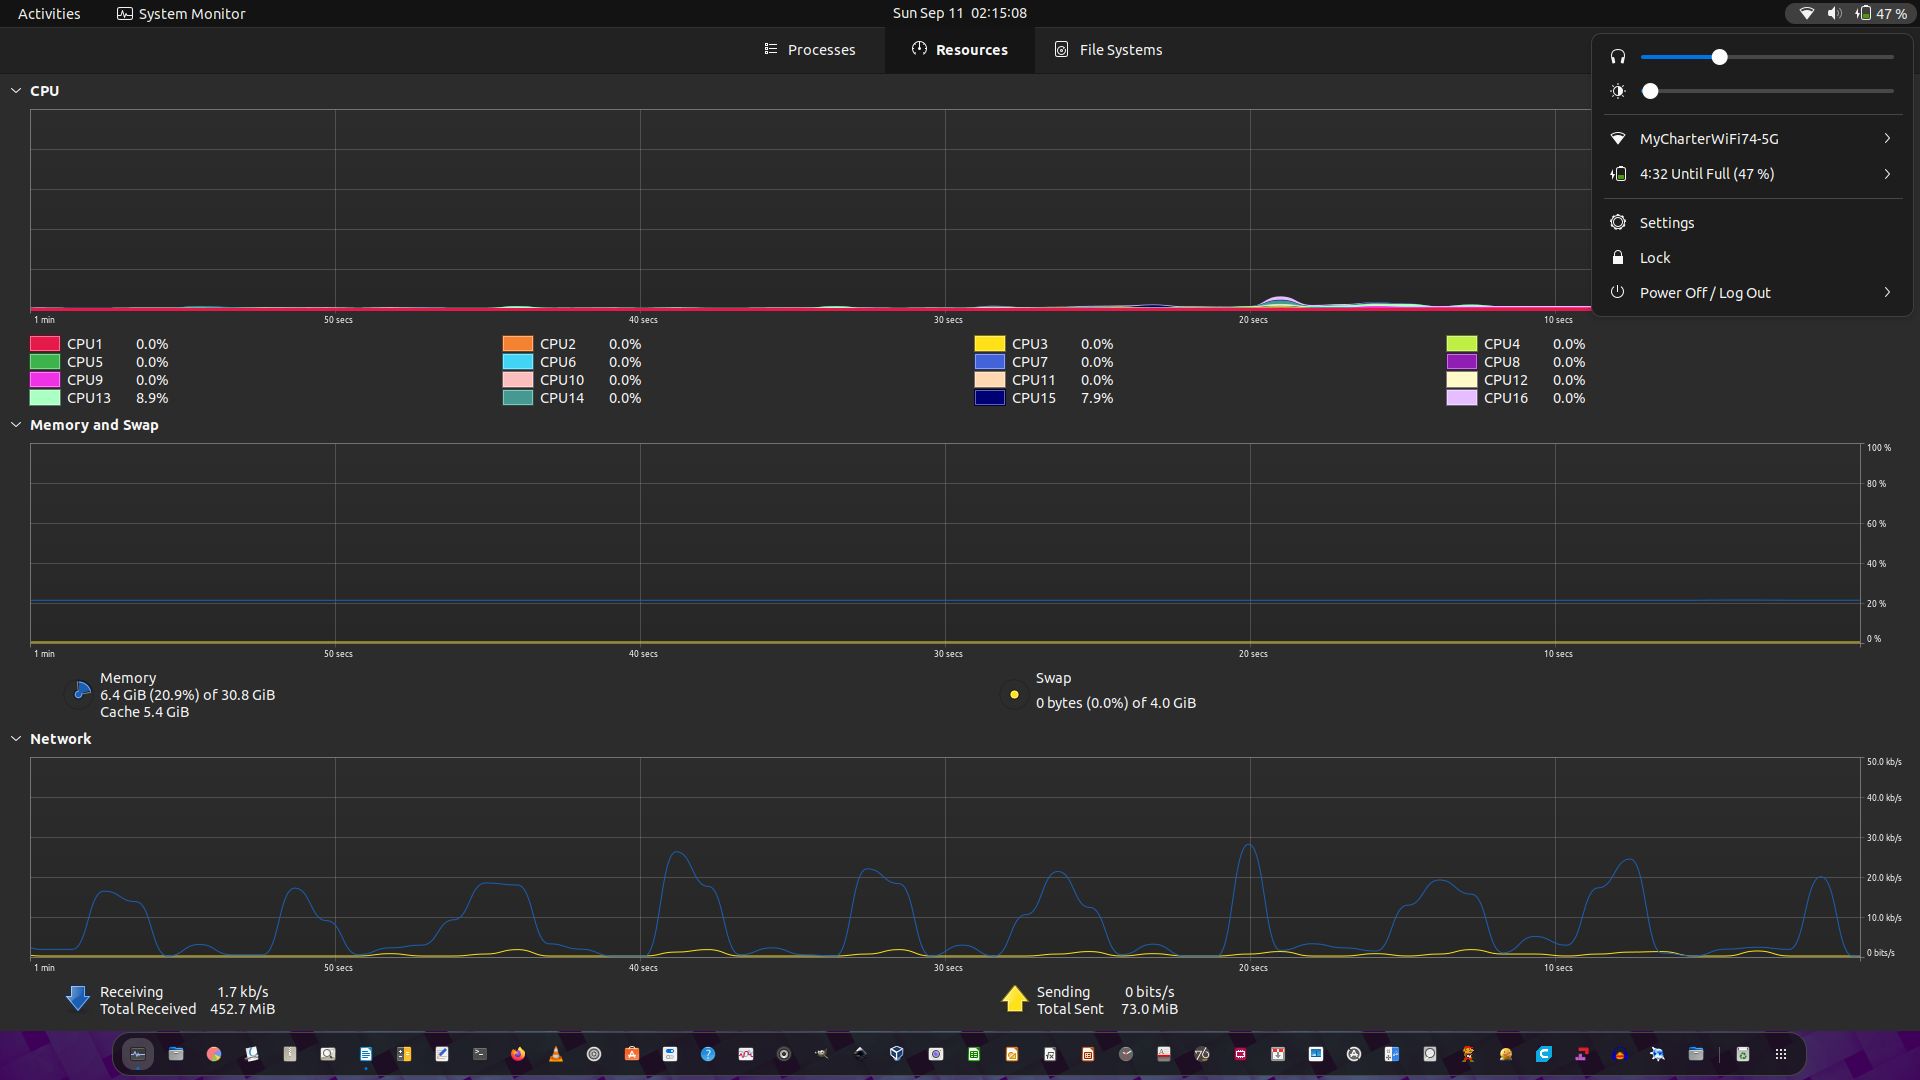 Activities System Monitor Sun Sep 11 02:15:08 47 %
Processes Resources File Systems
CPU
MyCharterWiFi74-5G
4:32 Until Full (47 %)
Settings
Lock
Power Off / Log Out
1 min 50 secs 40 secs 30 secs 20 secs 10 secs
CPU1 0.0% CPU2 0.0% CPU3 0.0% CPU4 0.0%
CPU5 0.0% CPU6 0.0% CPU7 0.0% CPU8 0.0%
CPU9 0.0% CPU10 0.0% CPU11 0.0% CPU12 0.0%
CPU13 8.9% CPU14 0.0% CPU15 7.9% CPU16 0.0%
Memory and Swap
100 %
80 %
60 %
40 %
20 %
0 %
1 min 50 secs 40 secs 30 secs 20 secs 10 secs
Memory Swap
6.4 GiB (20.9%) of 30.8 GiB 0 bytes (0.0%) of 4.0 GiB
Cache 5.4 GiB
Network
50.0 kb/s
40.0 kb/s
30.0 kb/s
20.0 kb/s
10.0 kb/s
0 bits/s
1 min 50 secs 40 secs 30 secs 20 secs 10 secs
Receiving 1.7 kb/s Sending 0 bits/s
Total Received 452.7 MiB Total Sent 73.0 MiB
76